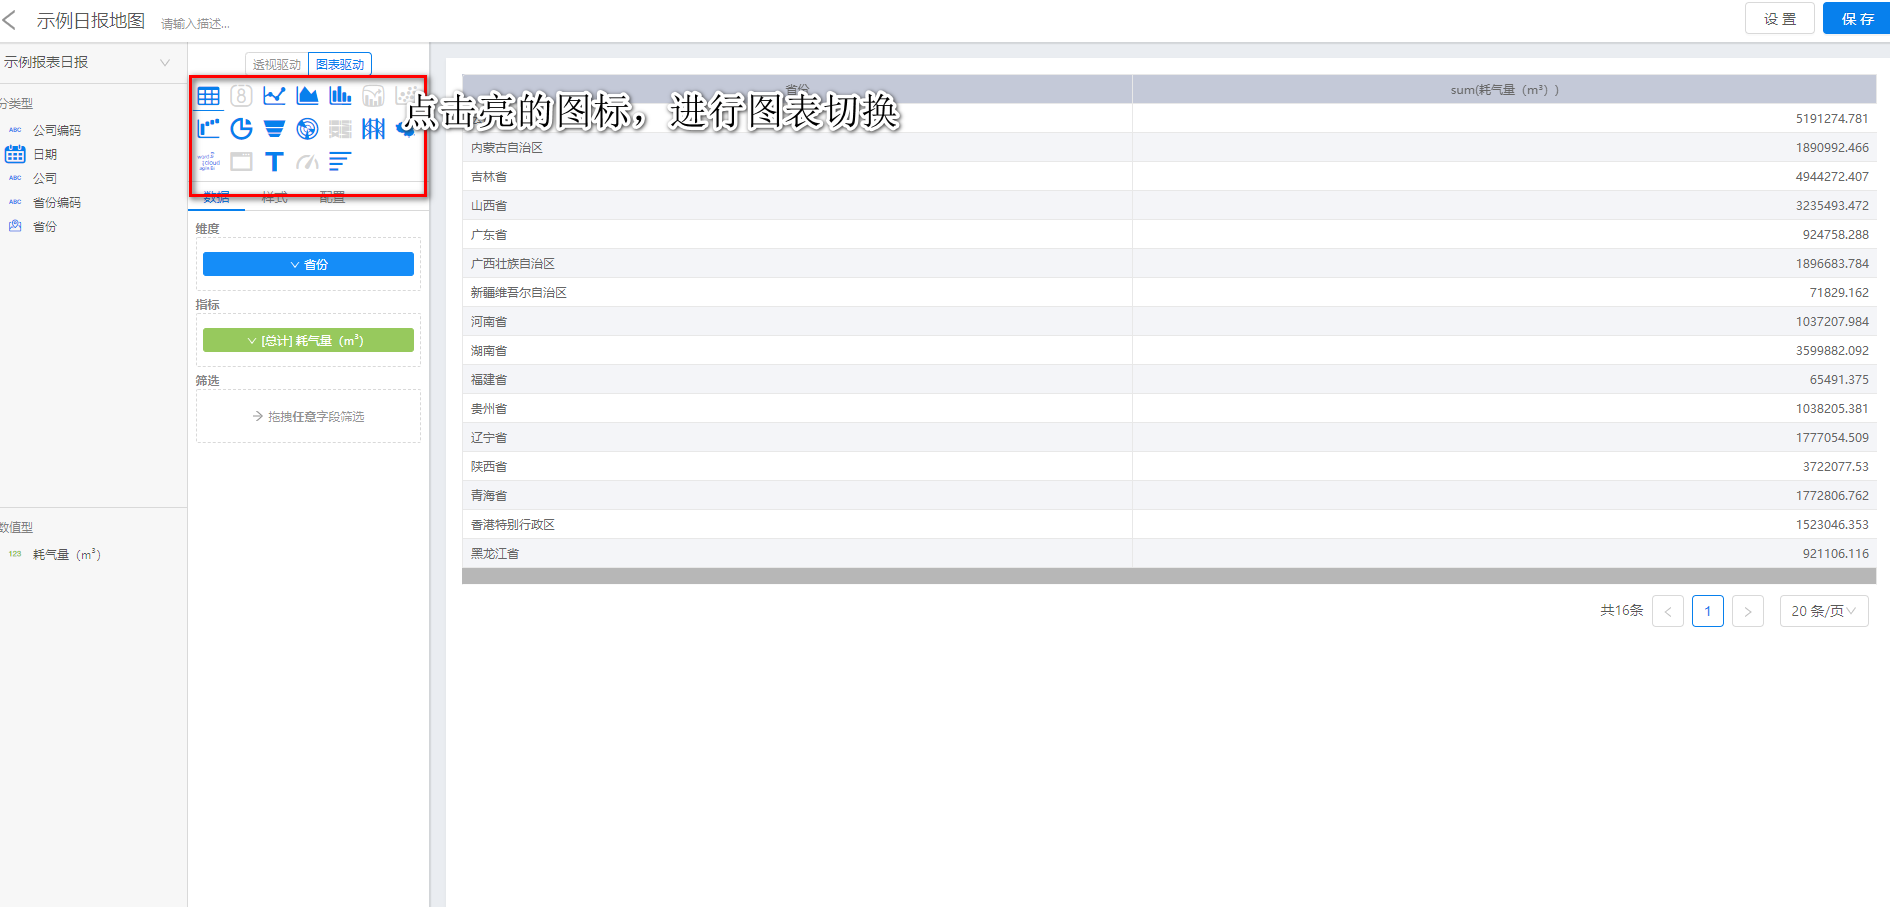 示例日报地图 请输入描述...
设 置
保 存
示例报表日报
透视驱动 图表驱动
点击亮的图标，进行图表切换
分类型
ABC 公司编码
日期
ABC 公司
ABC 省份编码
省份
数据 样式 配置
维度
省份
指标
[总计] 耗气量（m³）
筛选
拖拽任意字段筛选
数值型
123 耗气量（m³）
省份 sum(耗气量（m³）)
5191274.781
内蒙古自治区 1890992.466
吉林省 4944272.407
山西省 3235493.472
广东省 924758.288
广西壮族自治区 1896683.784
新疆维吾尔自治区 71829.162
河南省 1037207.984
湖南省 3599882.092
福建省 65491.375
贵州省 1038205.381
辽宁省 1777054.509
陕西省 3722077.53
青海省 1772806.762
香港特别行政区 1523046.353
黑龙江省 921106.116
共16条 < 1 > 20 条/页